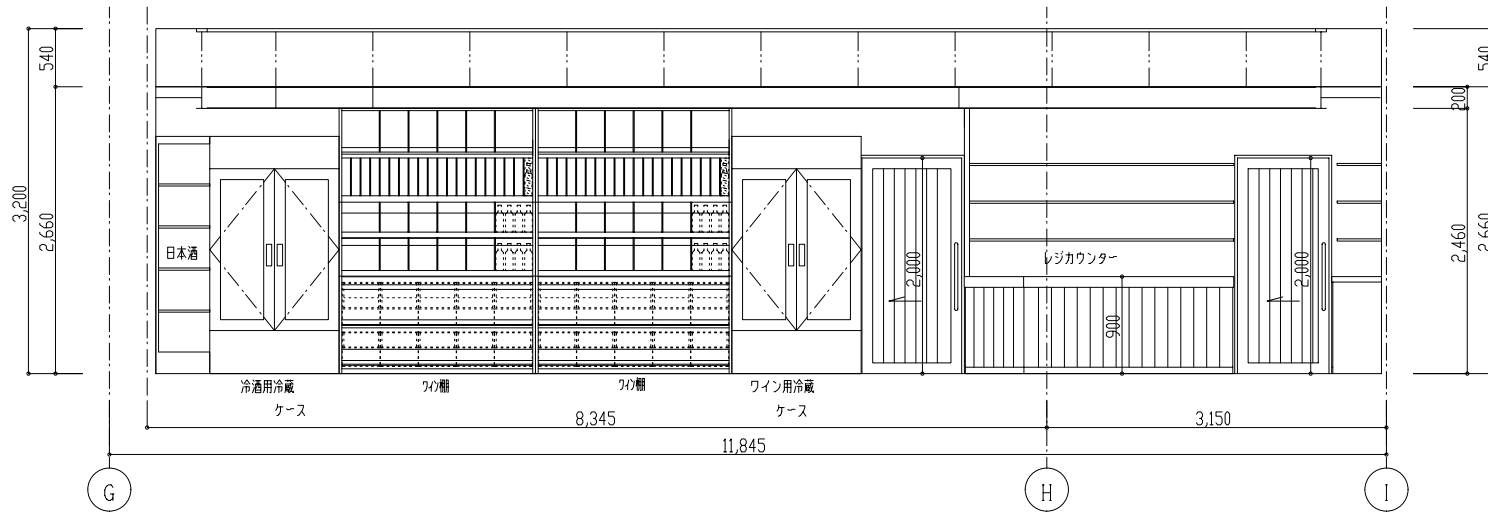 540
540
200
3,200
2,660
2,460
2,660
日本酒
2,000
レジカウンター
2,000
900
冷酒用冷蔵
ケース
ワイン棚
ワイン棚
ワイン用冷蔵
ケース
8,345
3,150
11,845
G
H
I